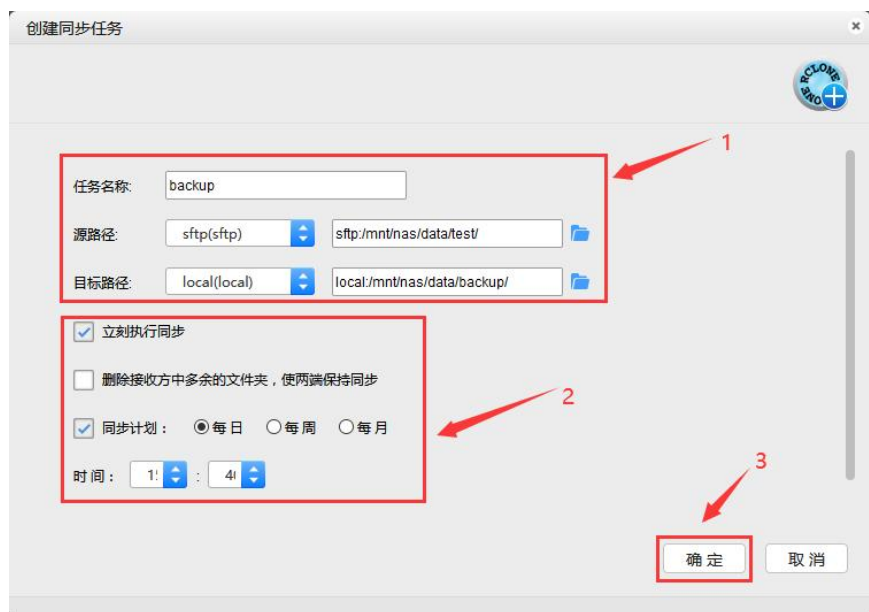 创建同步任务
RCLONE
1
任务名称: backup
源路径: sftp(sftp) sftp:/mnt/nas/data/test/
目标路径: local(local) local:/mnt/nas/data/backup/
立刻执行同步
删除接收方中多余的文件夹，使两端保持同步
2
同步计划： 每日 每周 每月
时间： :
3
确定 取消